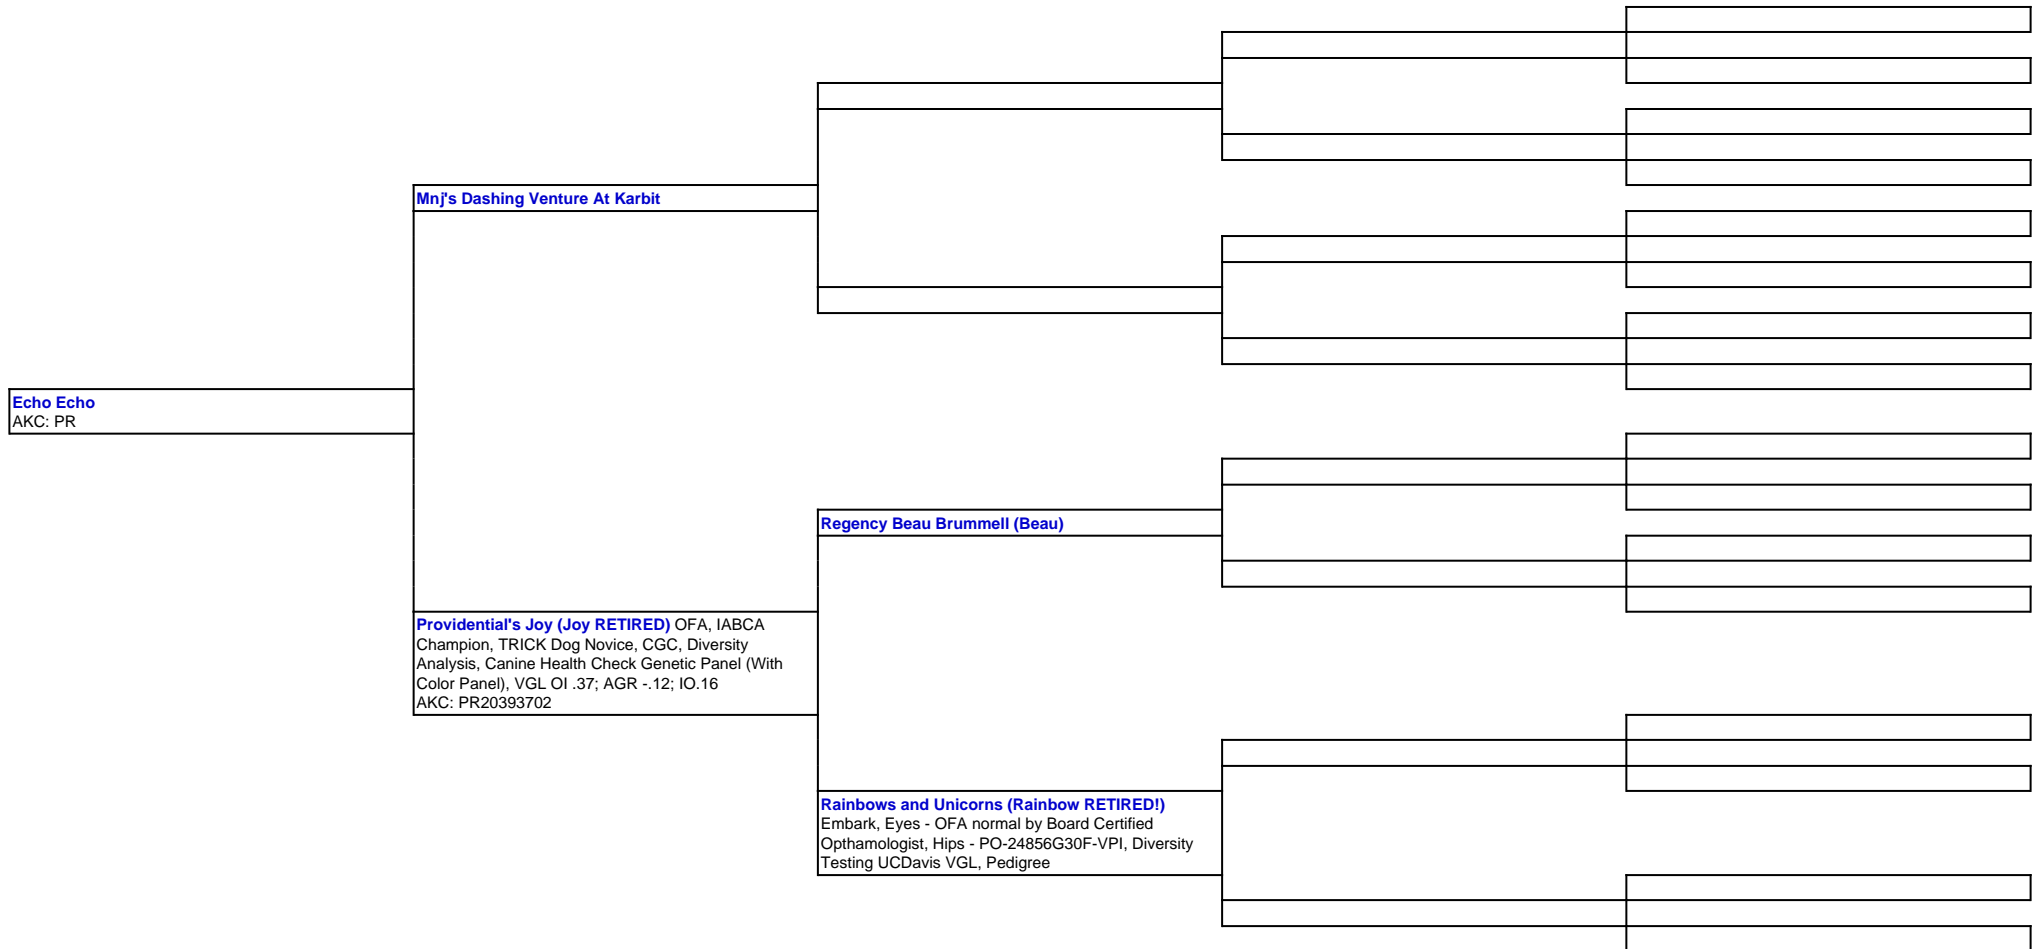 Mnj's Dashing Venture At Karbit
Echo Echo
AKC: PR
Regency Beau Brummell (Beau)
Providential's Joy (Joy RETIRED) OFA, IABCA
Champion, TRICK Dog Novice, CGC, Diversity
Analysis, Canine Health Check Genetic Panel (With
Color Panel), VGL OI .37; AGR -.12; IO.16
AKC: PR20393702
Rainbows and Unicorns (Rainbow RETIRED!)
Embark, Eyes - OFA normal by Board Certified
Opthamologist, Hips - PO-24856G30F-VPI, Diversity
Testing UCDavis VGL, Pedigree